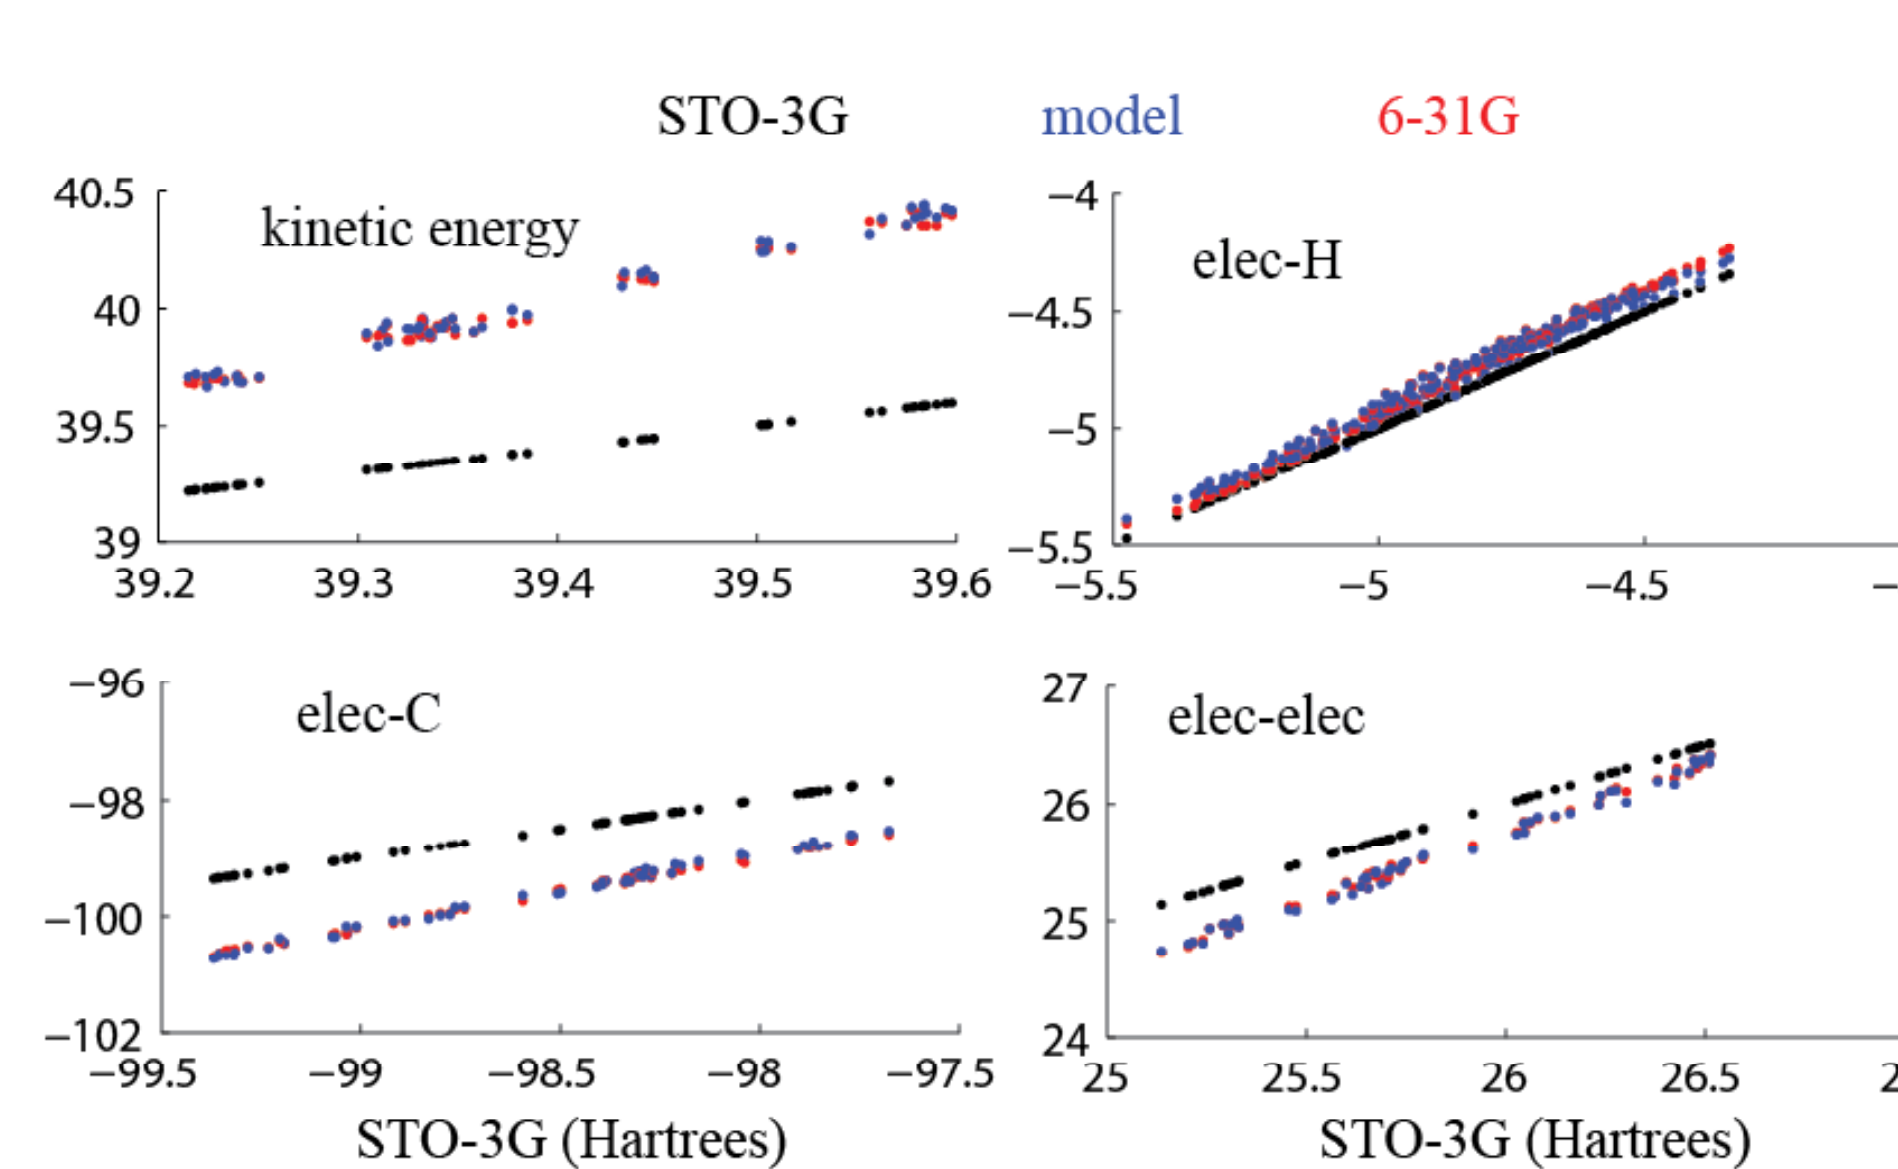 STO-3G model 6-31G
40.5
40
39.5
39
kinetic energy
39.2 39.3 39.4 39.5 39.6
−4
−4.5
−5
−5.5
elec-H
−5.5 −5 −4.5
−96
−98
−100
−102
elec-C
−99.5 −99 −98.5 −98 −97.5
STO-3G (Hartrees)
27
26
25
24
elec-elec
25 25.5 26 26.5
STO-3G (Hartrees)